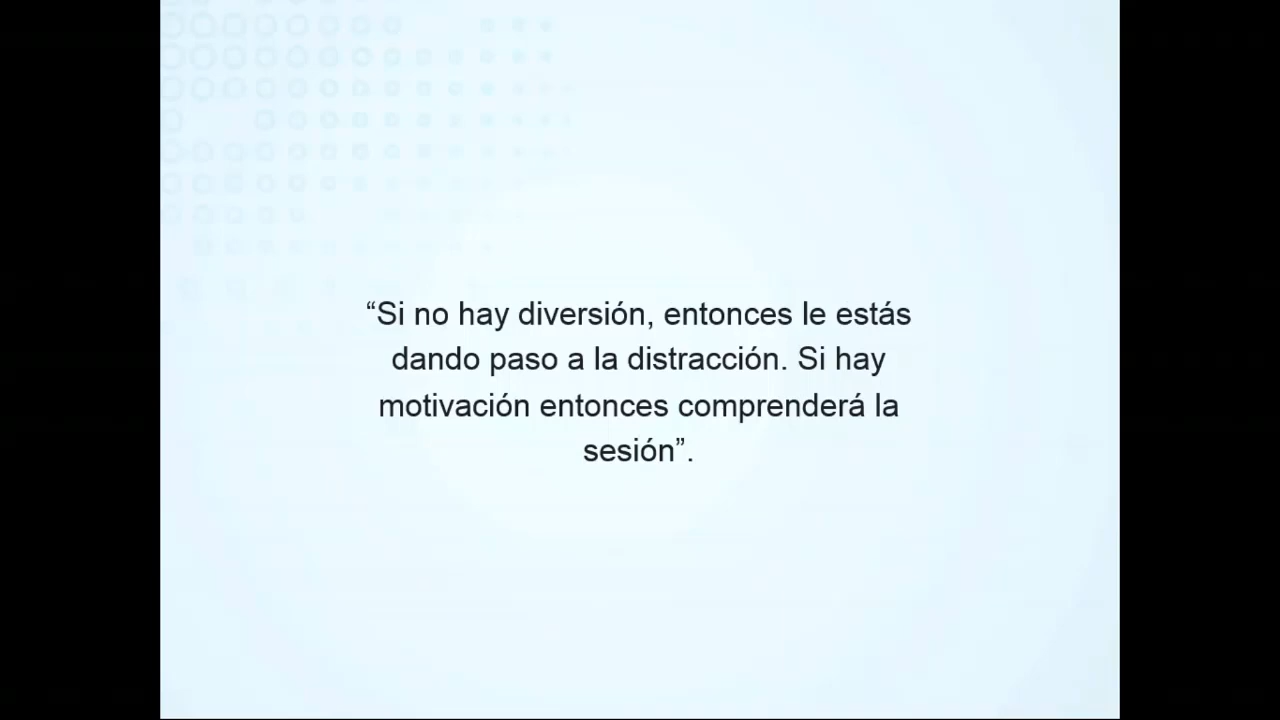 “Si no hay diversión, entonces le estás
dando paso a la distracción. Si hay
motivación entonces comprenderá la
sesión”.